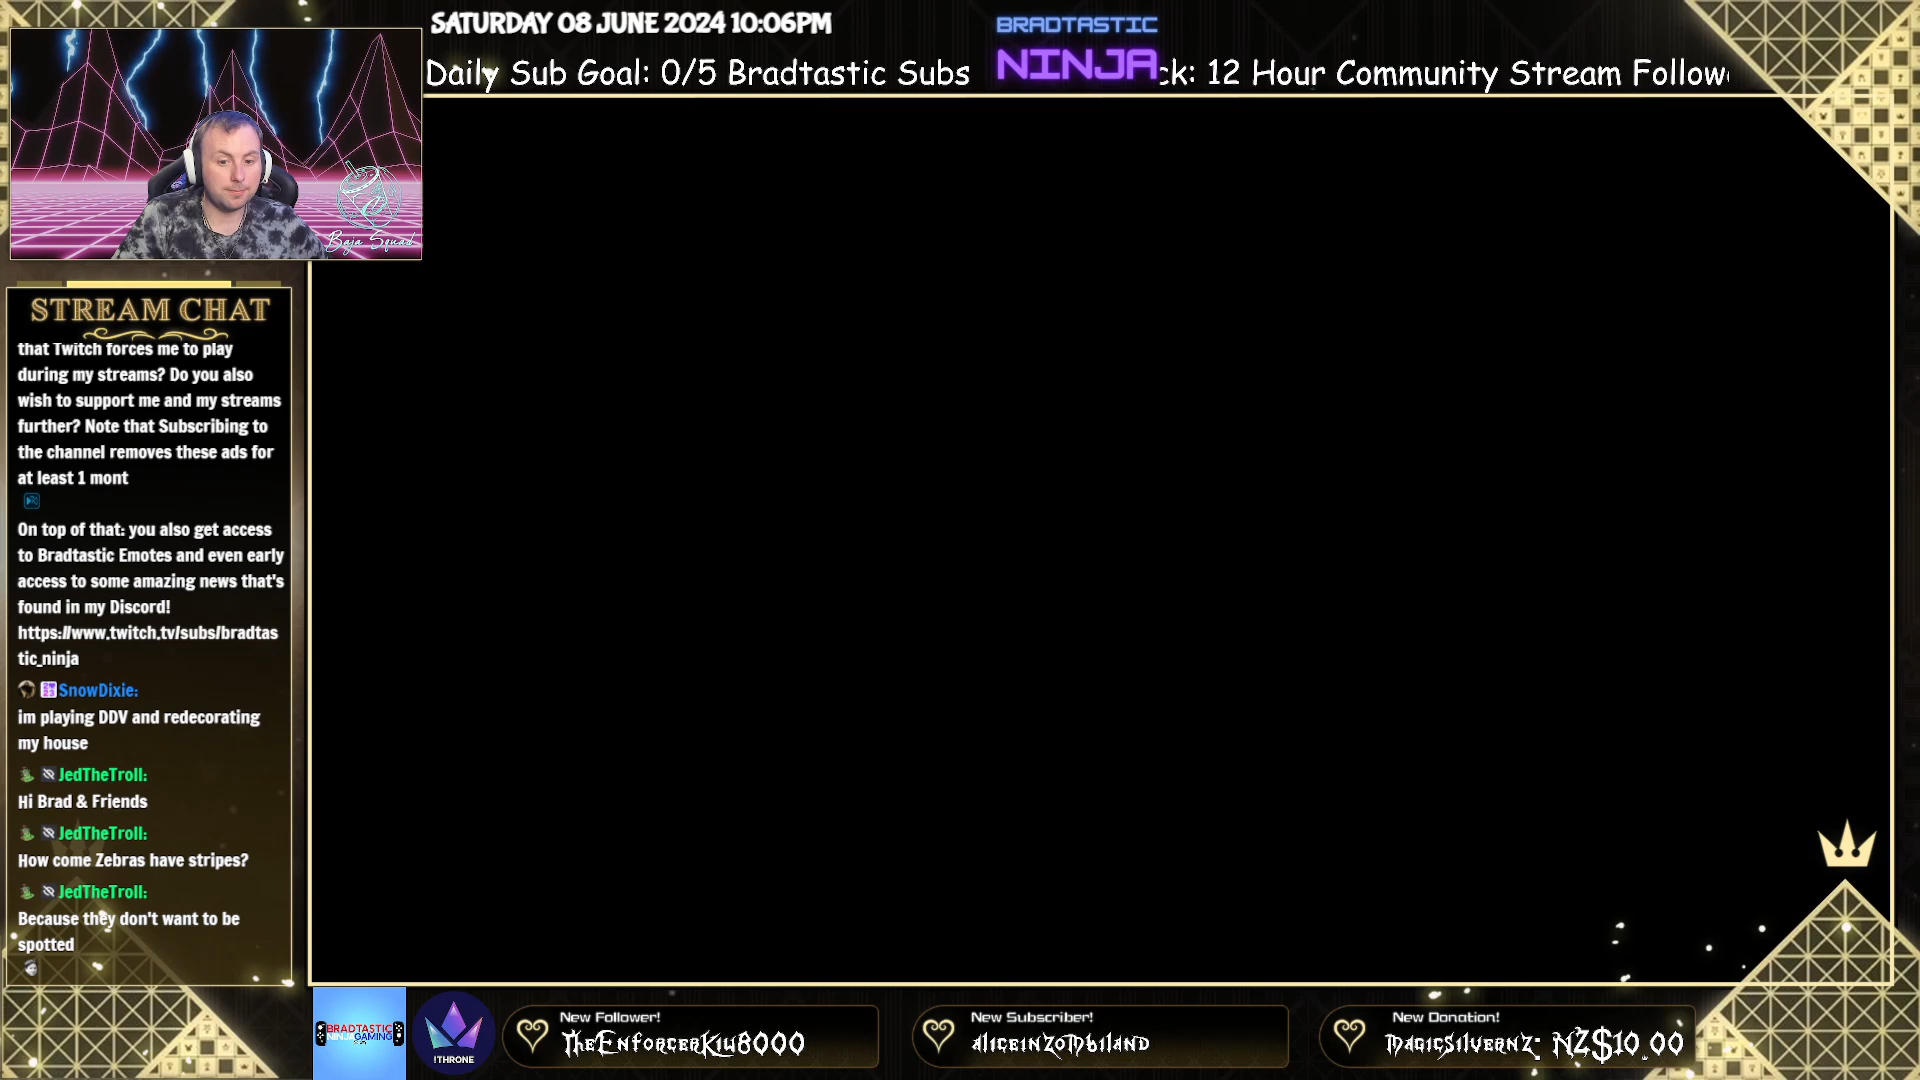 SATURDAY 08 JUNE 2024 10:06PM
BRADTASTIC
NINJA
Daily Sub Goal: 0/5 Bradtastic Subs
ck: 12 Hour Community Stream Follow
Baja Squad
STREAM CHAT
that Twitch forces me to play
during my streams? Do you also
wish to support me and my streams
further? Note that Subscribing to
the channel removes these ads for
at least 1 mont
On top of that: you also get access
to Bradtastic Emotes and even early
access to some amazing news that's
found in my Discord!
https://www.twitch.tv/subs/bradtas
tic_ninja
SnowDixie:
im playing DDV and redecorating
my house
JedTheTroll:
Hi Brad & Friends
JedTheTroll:
How come Zebras have stripes?
JedTheTroll:
Because they don't want to be
spotted
BRADTASTIC
NINJAGAMING
!THRONE
New Follower!
TheEnforcerKiw8000
New Subscriber!
aliceinzombiland
New Donation!
MagicSilverNZ: NZ$10.00